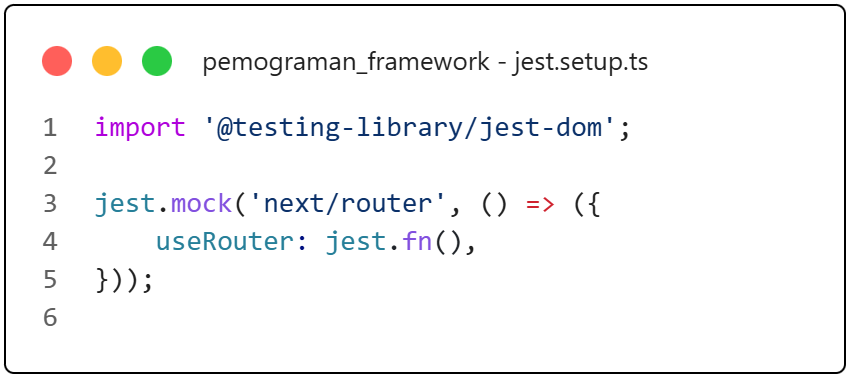 pemograman_framework - jest.setup.ts
1 import '@testing-library/jest-dom';
2
3 jest.mock('next/router', () => ({
4     useRouter: jest.fn(),
5 }));
6